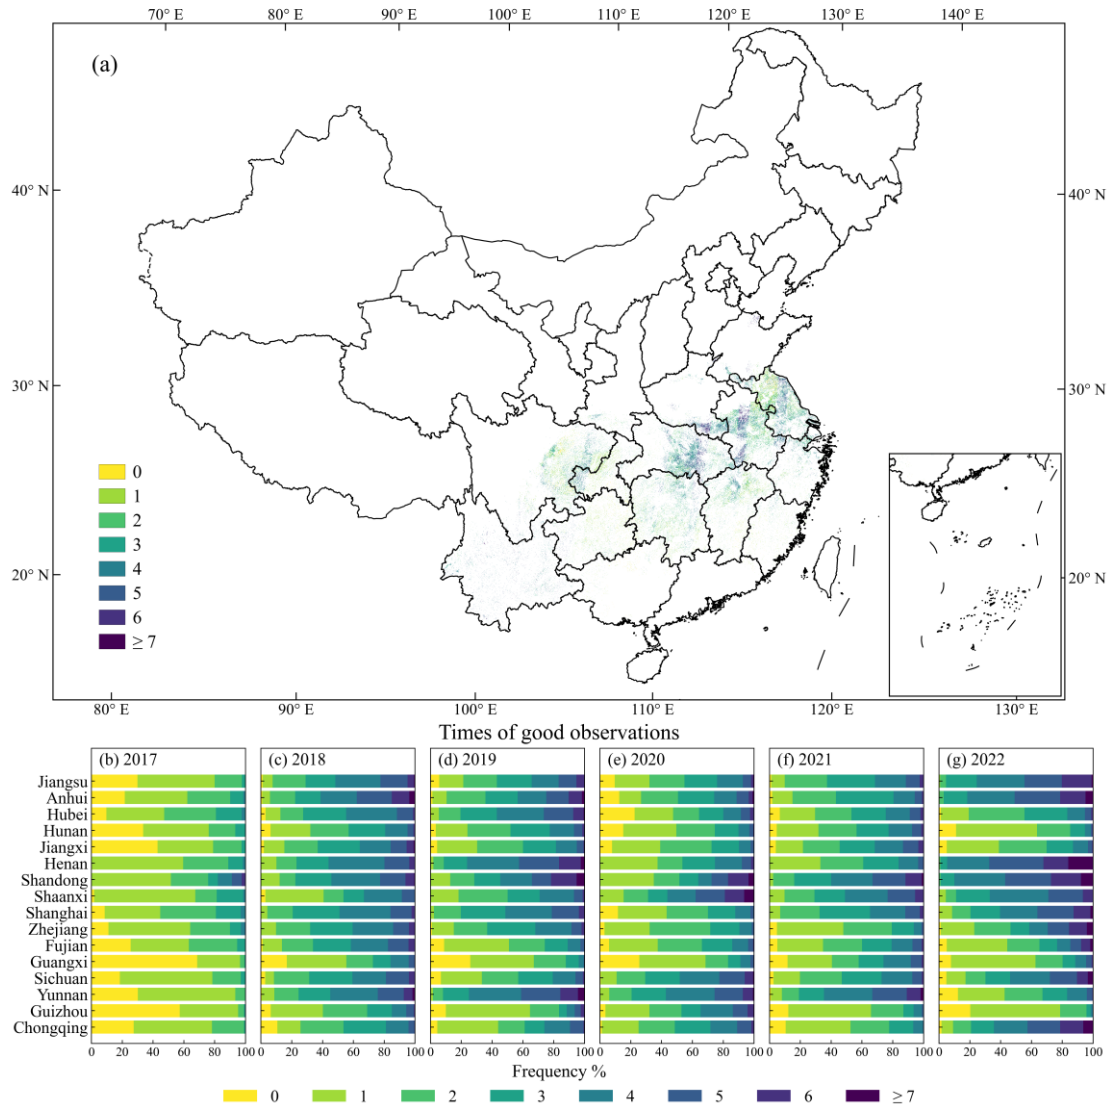 70° E 80° E 90° E 100° E 110° E 120° E 130° E 140° E
(a)
40° N 40° N
30° N 30° N
20° N 20° N
0
1
2
3
4
5
6
≥ 7
80° E 90° E 100° E 110° E 120° E 130° E
Times of good observations
(b) 2017 (c) 2018 (d) 2019 (e) 2020 (f) 2021 (g) 2022
Jiangsu
Anhui
Hubei
Hunan
Jiangxi
Henan
Shandong
Shaanxi
Shanghai
Zhejiang
Fujian
Guangxi
Sichuan
Yunnan
Guizhou
Chongqing
0 20 40 60 80 100 0 20 40 60 80 100 0 20 40 60 80 100 0 20 40 60 80 100 0 20 40 60 80 100 0 20 40 60 80 100
Frequency %
0 1 2 3 4 5 6 ≥ 7